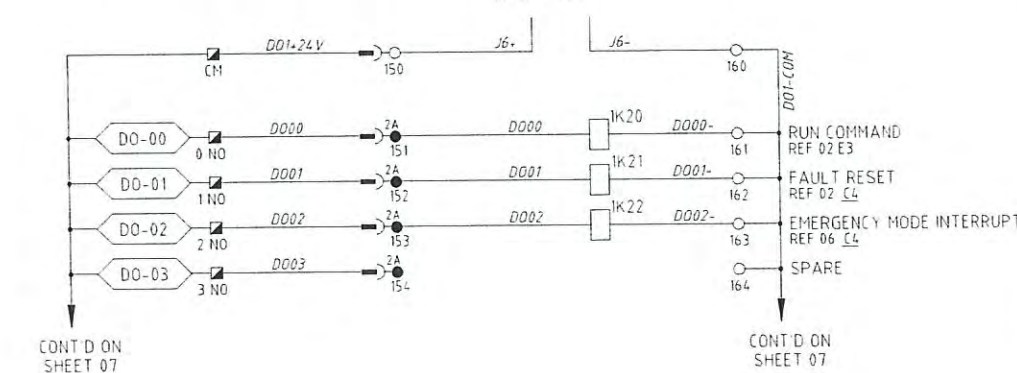 DO1+24V J6+ J6- DO1-COM
CM 150 160
DO-00 0 NO DO00 2A 151 DO00 1K20 DO00- 161 RUN COMMAND
REF 02 E3
DO-01 1 NO DO01 2A 152 DO01 1K21 DO01- 162 FAULT RESET
REF 02 C4
DO-02 2 NO DO02 2A 153 DO02 1K22 DO02- 163 EMERGENCY MODE INTERRUPT
REF 06 C4
DO-03 3 NO DO03 2A 154 164 SPARE
CONT'D ON
SHEET 07
CONT'D ON
SHEET 07